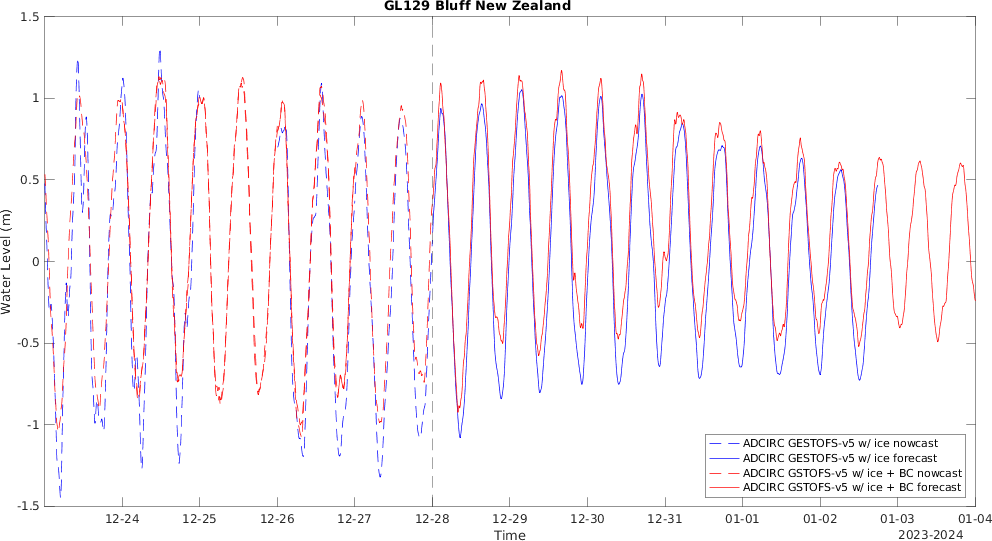 GL129 Bluff New Zealand
1.5
1
0.5
0
-0.5
-1
-1.5
Water Level (m)
12-24 12-25 12-26 12-27 12-28 12-29 12-30 12-31 01-01 01-02 01-03 01-04
Time
2023-2024
ADCIRC GESTOFS-v5 w/ ice nowcast
ADCIRC GESTOFS-v5 w/ ice forecast
ADCIRC GSTOFS-v5 w/ ice + BC nowcast
ADCIRC GSTOFS-v5 w/ ice + BC forecast